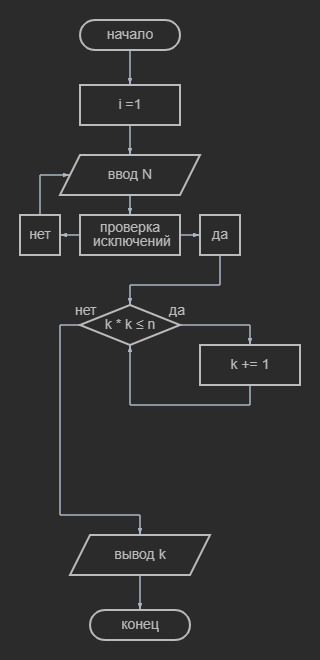 начало
i =1
ввод N
нет
проверка
исключений
да
нет
да
k * k ≤ n
k += 1
вывод k
конец